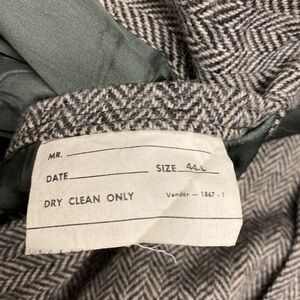 MR.
DATE SIZE 44-L
DRY CLEAN ONLY Vendor — 1867 - 1